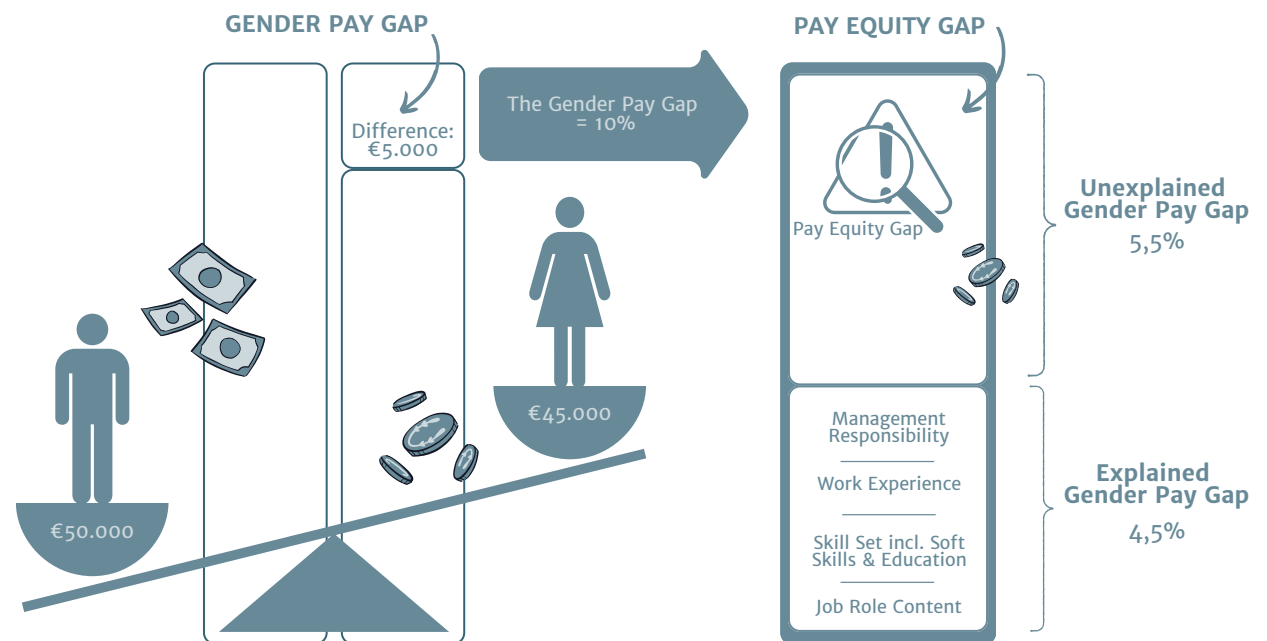 GENDER PAY GAP
Difference:
€5.000
The Gender Pay Gap
= 10%
€50.000
€45.000
PAY EQUITY GAP
Pay Equity Gap
Management
Responsibility
Work Experience
Skill Set incl. Soft
Skills & Education
Job Role Content
Unexplained
Gender Pay Gap
5,5%
Explained
Gender Pay Gap
4,5%